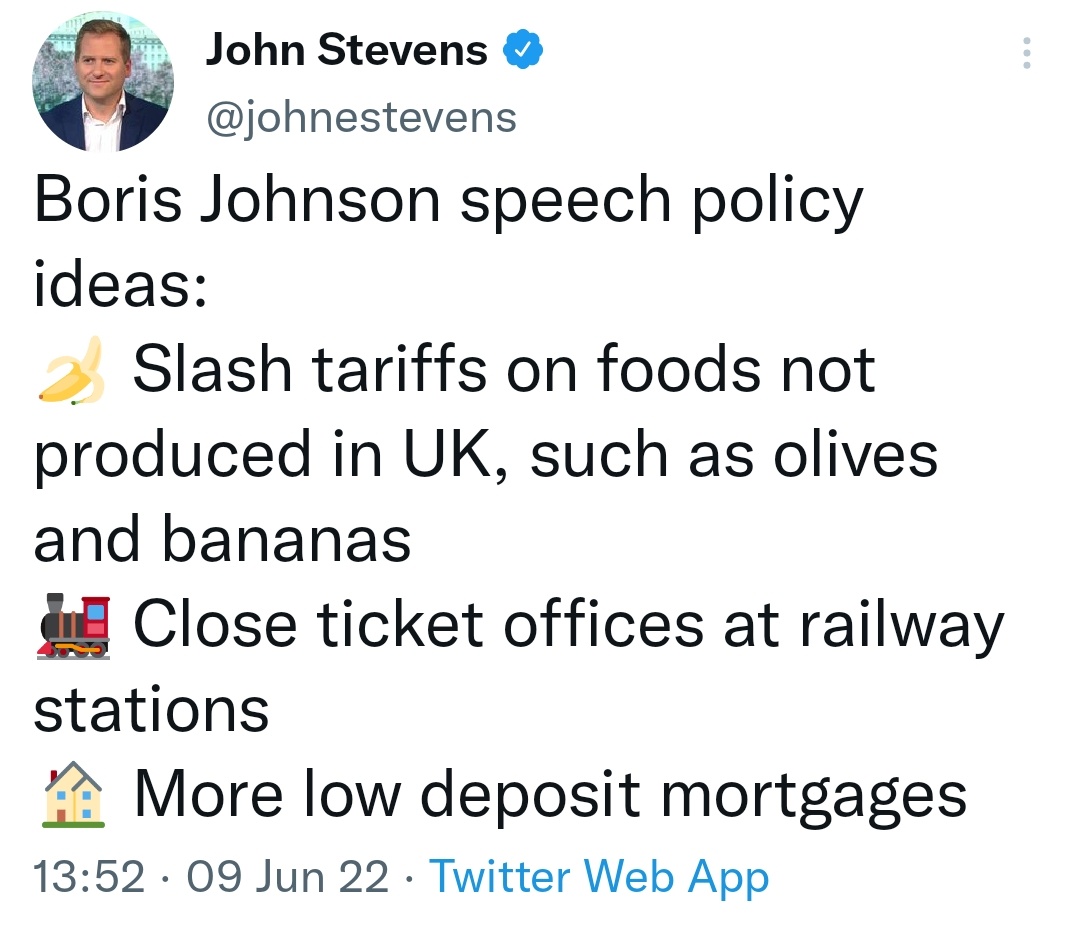 John Stevens
@johnestevens
Boris Johnson speech policy
ideas:
🍌 Slash tariffs on foods not
produced in UK, such as olives
and bananas
🚂 Close ticket offices at railway
stations
🏠 More low deposit mortgages
13:52 · 09 Jun 22 · Twitter Web App